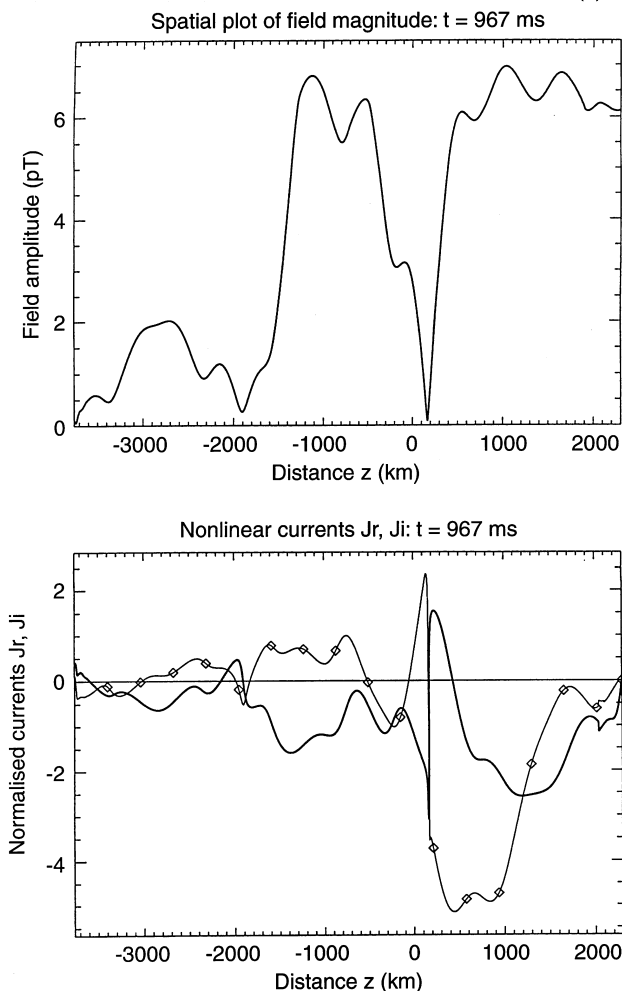 Spatial plot of field magnitude: t = 967 ms
6
4
2
0
Field amplitude (pT)
-3000 -2000 -1000 0 1000 2000
Distance z (km)
Nonlinear currents Jr, Ji: t = 967 ms
2
0
-2
-4
Normalised currents Jr, Ji
-3000 -2000 -1000 0 1000 2000
Distance z (km)